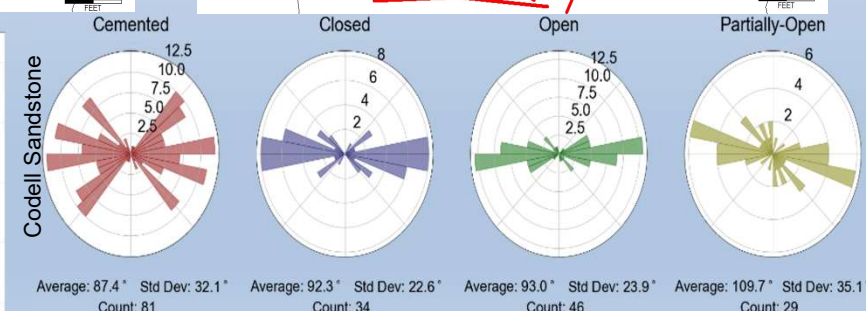 FEET
FEET
Cemented
Closed
Open
Partially-Open
Codell Sandstone
12.5
10.0
7.5
5.0
2.5
8
6
4
2
12.5
10.0
7.5
5.0
2.5
6
4
2
Average: 87.4° Std Dev: 32.1°
Count: 81
Average: 92.3° Std Dev: 22.6°
Count: 34
Average: 93.0° Std Dev: 23.9°
Count: 46
Average: 109.7° Std Dev: 35.1
Count: 29